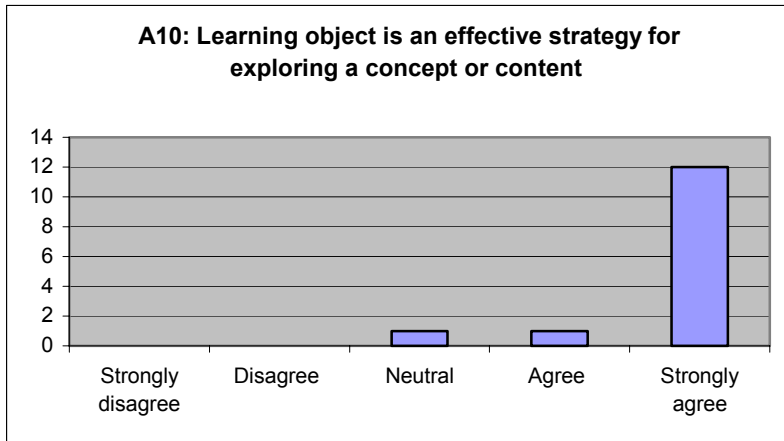 A10: Learning object is an effective strategy for
exploring a concept or content
14
12
10
8
6
4
2
0
Strongly
disagree
Disagree
Neutral
Agree
Strongly
agree